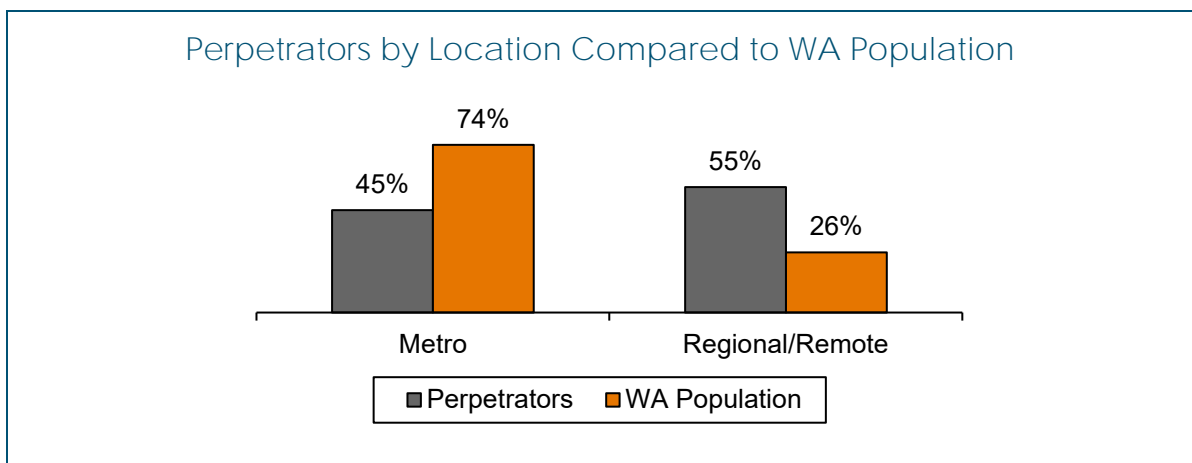 Perpetrators by Location Compared to WA Population
74%
45%
55%
26%
Metro
Regional/Remote
Perpetrators WA Population